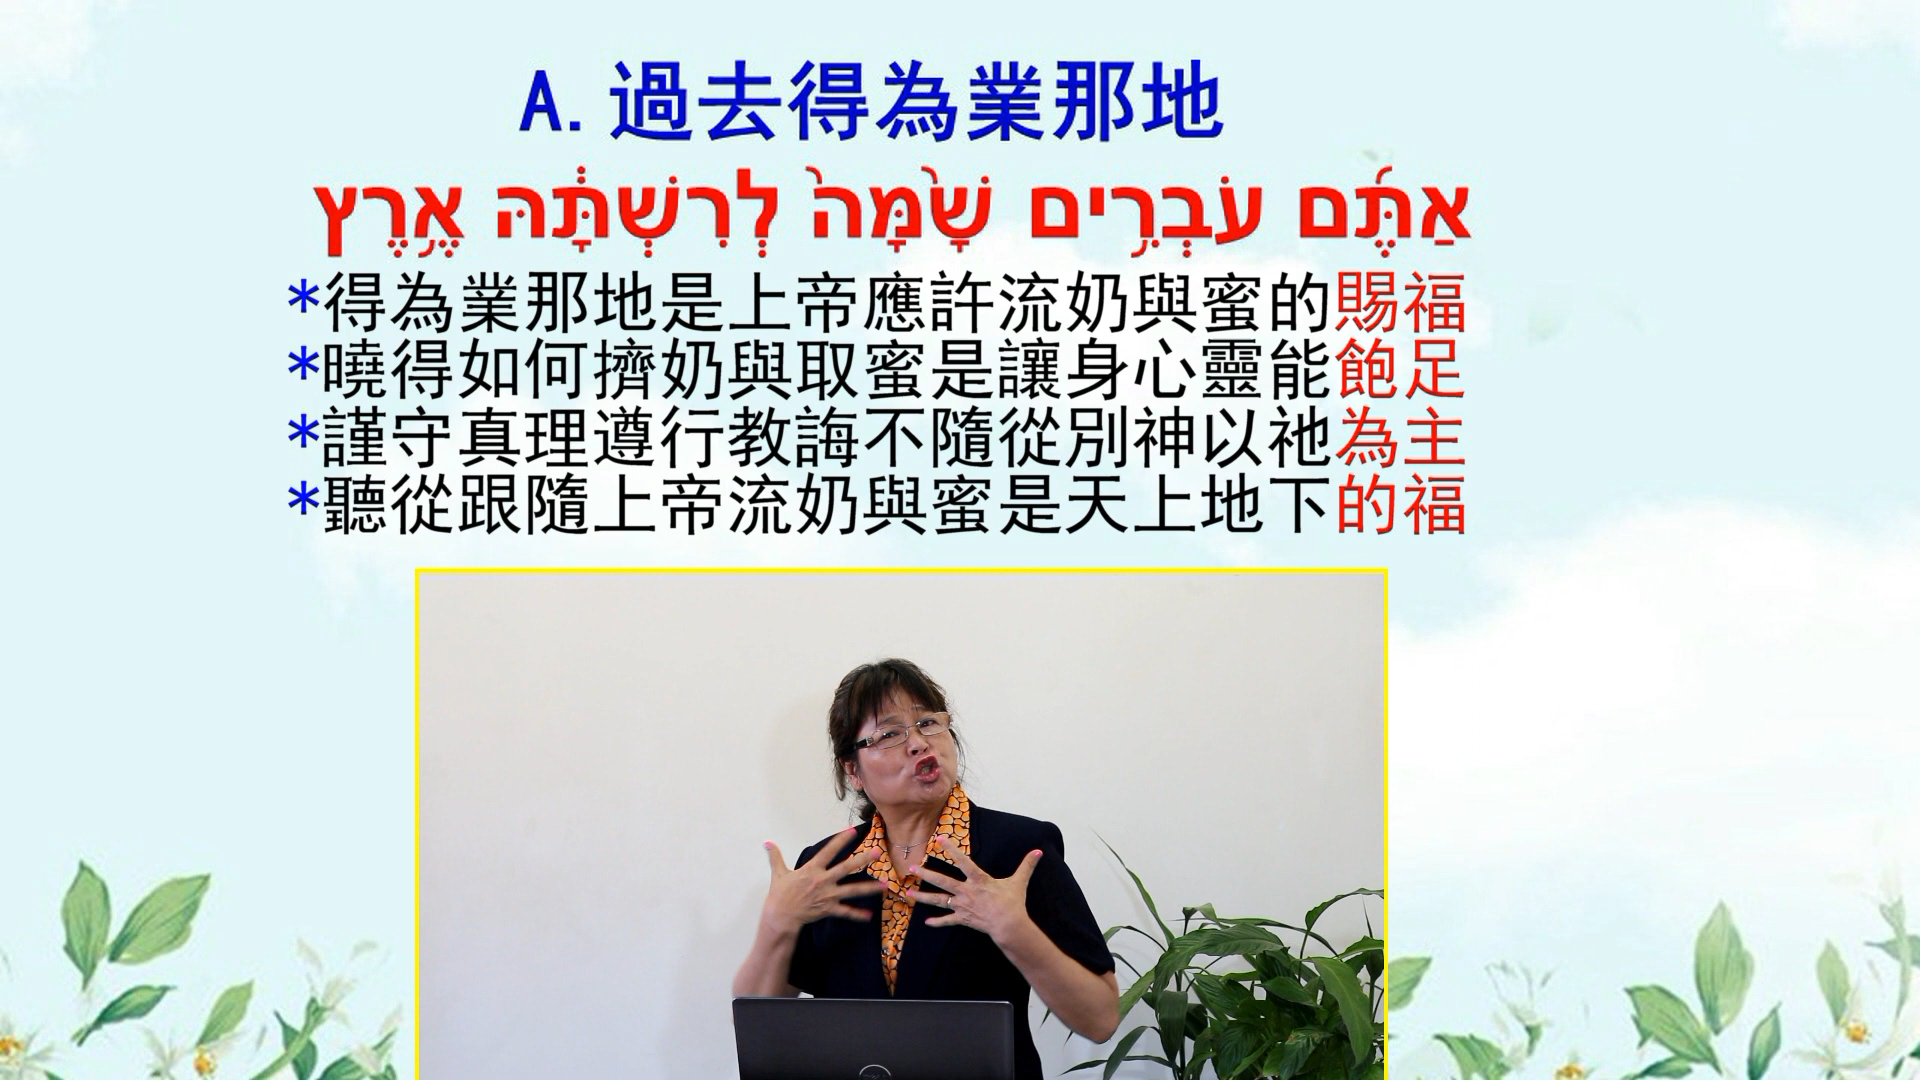 A.過去得為業那地
אַתֶּ֜ם עֹבְרִ֥ים שָׁ֙מָּה֙ לְרִשְׁתָּ֔הּ אֶ֥רֶץ
*得為業那地是上帝應許流奶與蜜的賜福
*曉得如何擠奶與取蜜是讓身心靈能飽足
*謹守真理遵行教誨不隨從別神以祂為主
*聽從跟隨上帝流奶與蜜是天上地下的福